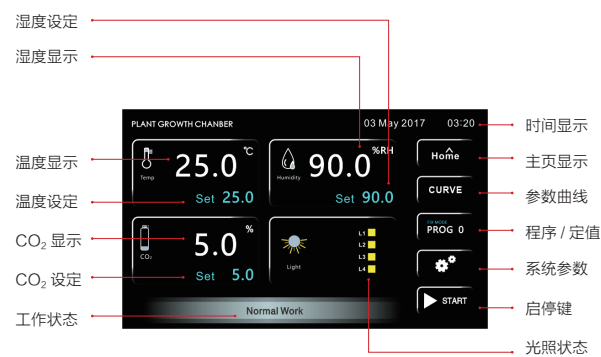 湿度设定
湿度显示
PLANT GROWTH CHANBER
03 May 2017 03:20
时间显示
温度显示
Temp
25.0
℃
Set 25.0
Humidity
90.0
%RH
Set 90.0
Home
主页显示
温度设定
CURVE
参数曲线
CO₂ 显示
CO₂
5.0
%
Set 5.0
Light
L1
L2
L3
L4
FIX MODE
PROG 0
程序 / 定值
CO₂ 设定
系统参数
工作状态
Normal Work
START
启停键
光照状态